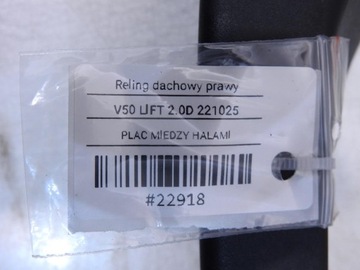 Reling dachowy prawy
V50 LIFT 2.0D 221025
PLAC MIEDZY HALAMI
#22918